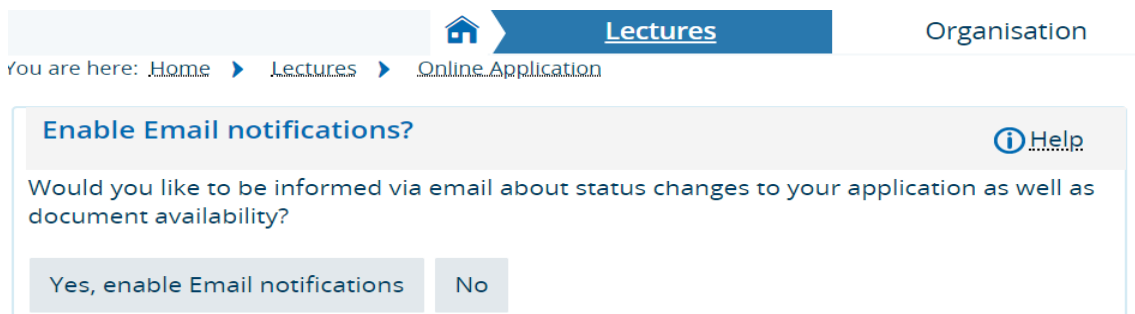 Lectures Organisation
You are here: Home Lectures Online Application
Enable Email notifications?
Help
Would you like to be informed via email about status changes to your application as well as
document availability?
Yes, enable Email notifications No